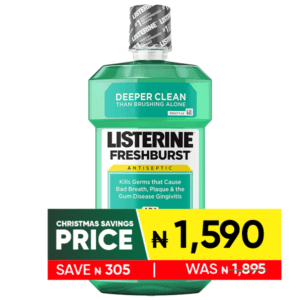 LISTERINE
DEEPER CLEAN
THAN BRUSHING ALONE
LISTERINE
FRESHBURST
ANTISEPTIC
Kills Germs that Cause
Bad Breath, Plaque & the
Gum Disease Gingivitis
CHRISTMAS SAVINGS
PRICE
₦ 1,590
SAVE ₦ 305 | WAS ₦ 1,895